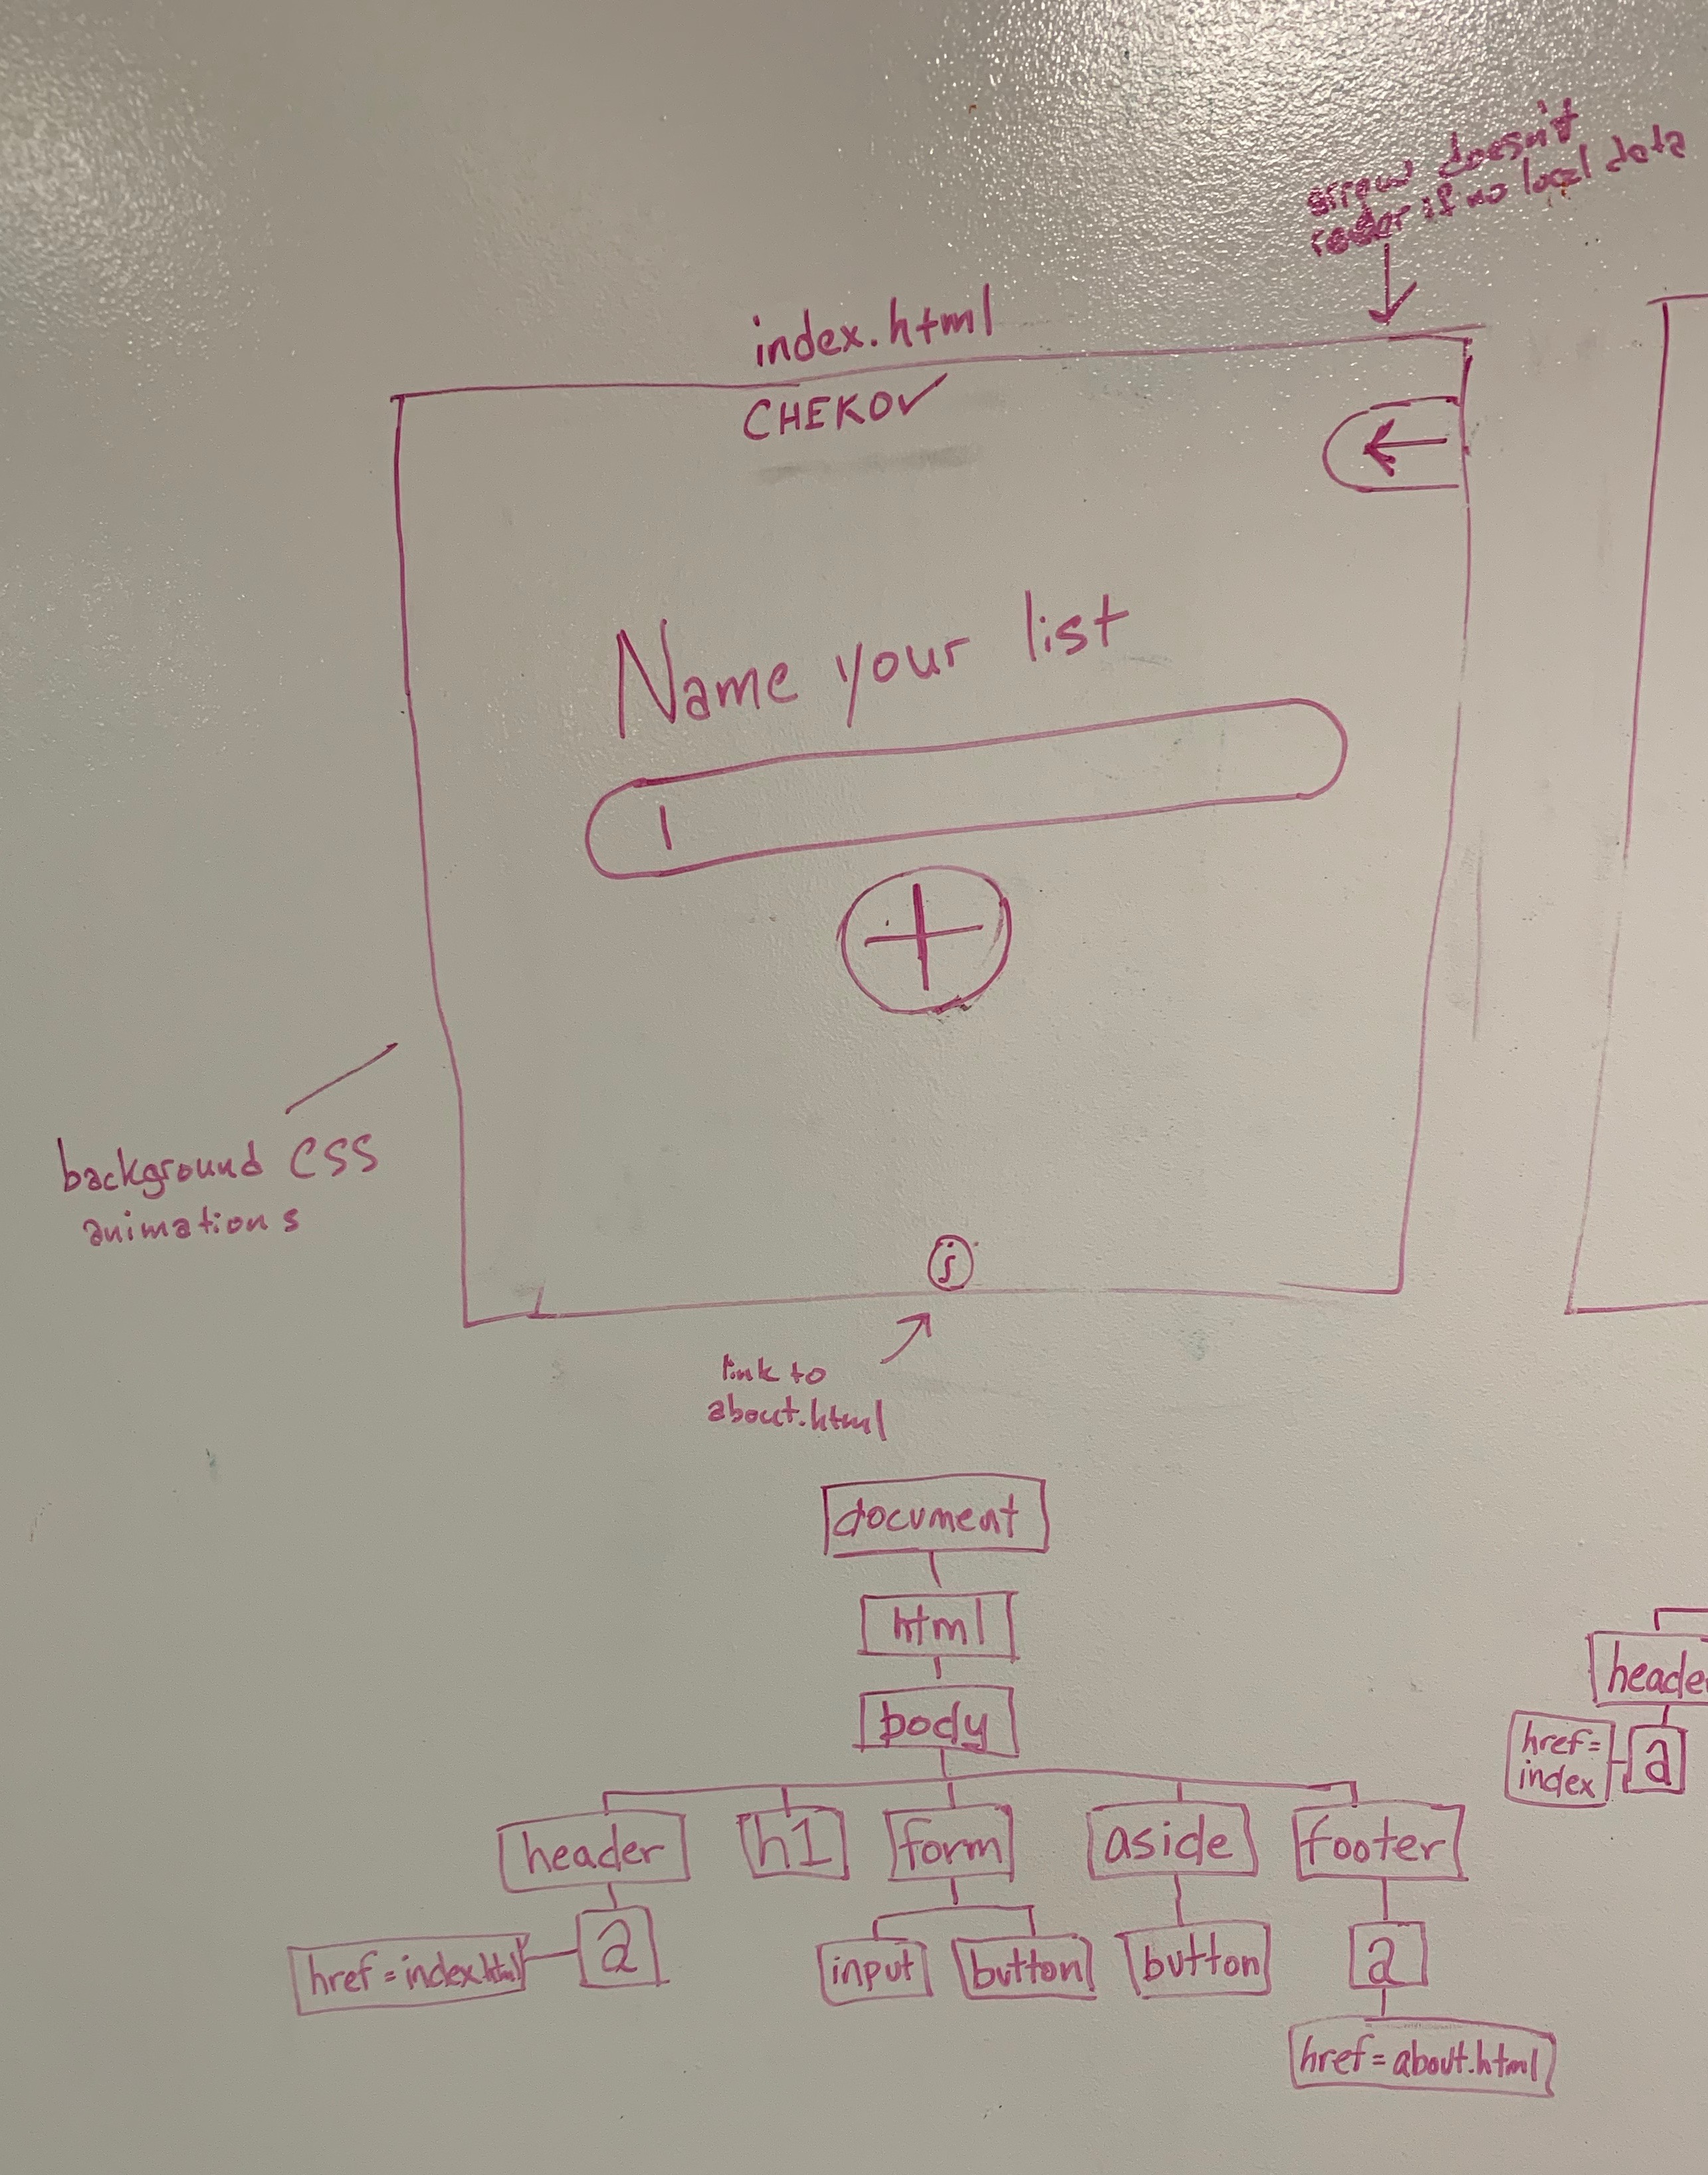 arrow doesn't
render if no local data
index.html
CHEKOV
Name your list
background CSS
animations
i
link to
about.html
document
html
body
header
h1
form
aside
footer
a
href=index.html
input
button
button
a
href=about.html
heade
href=
index
a